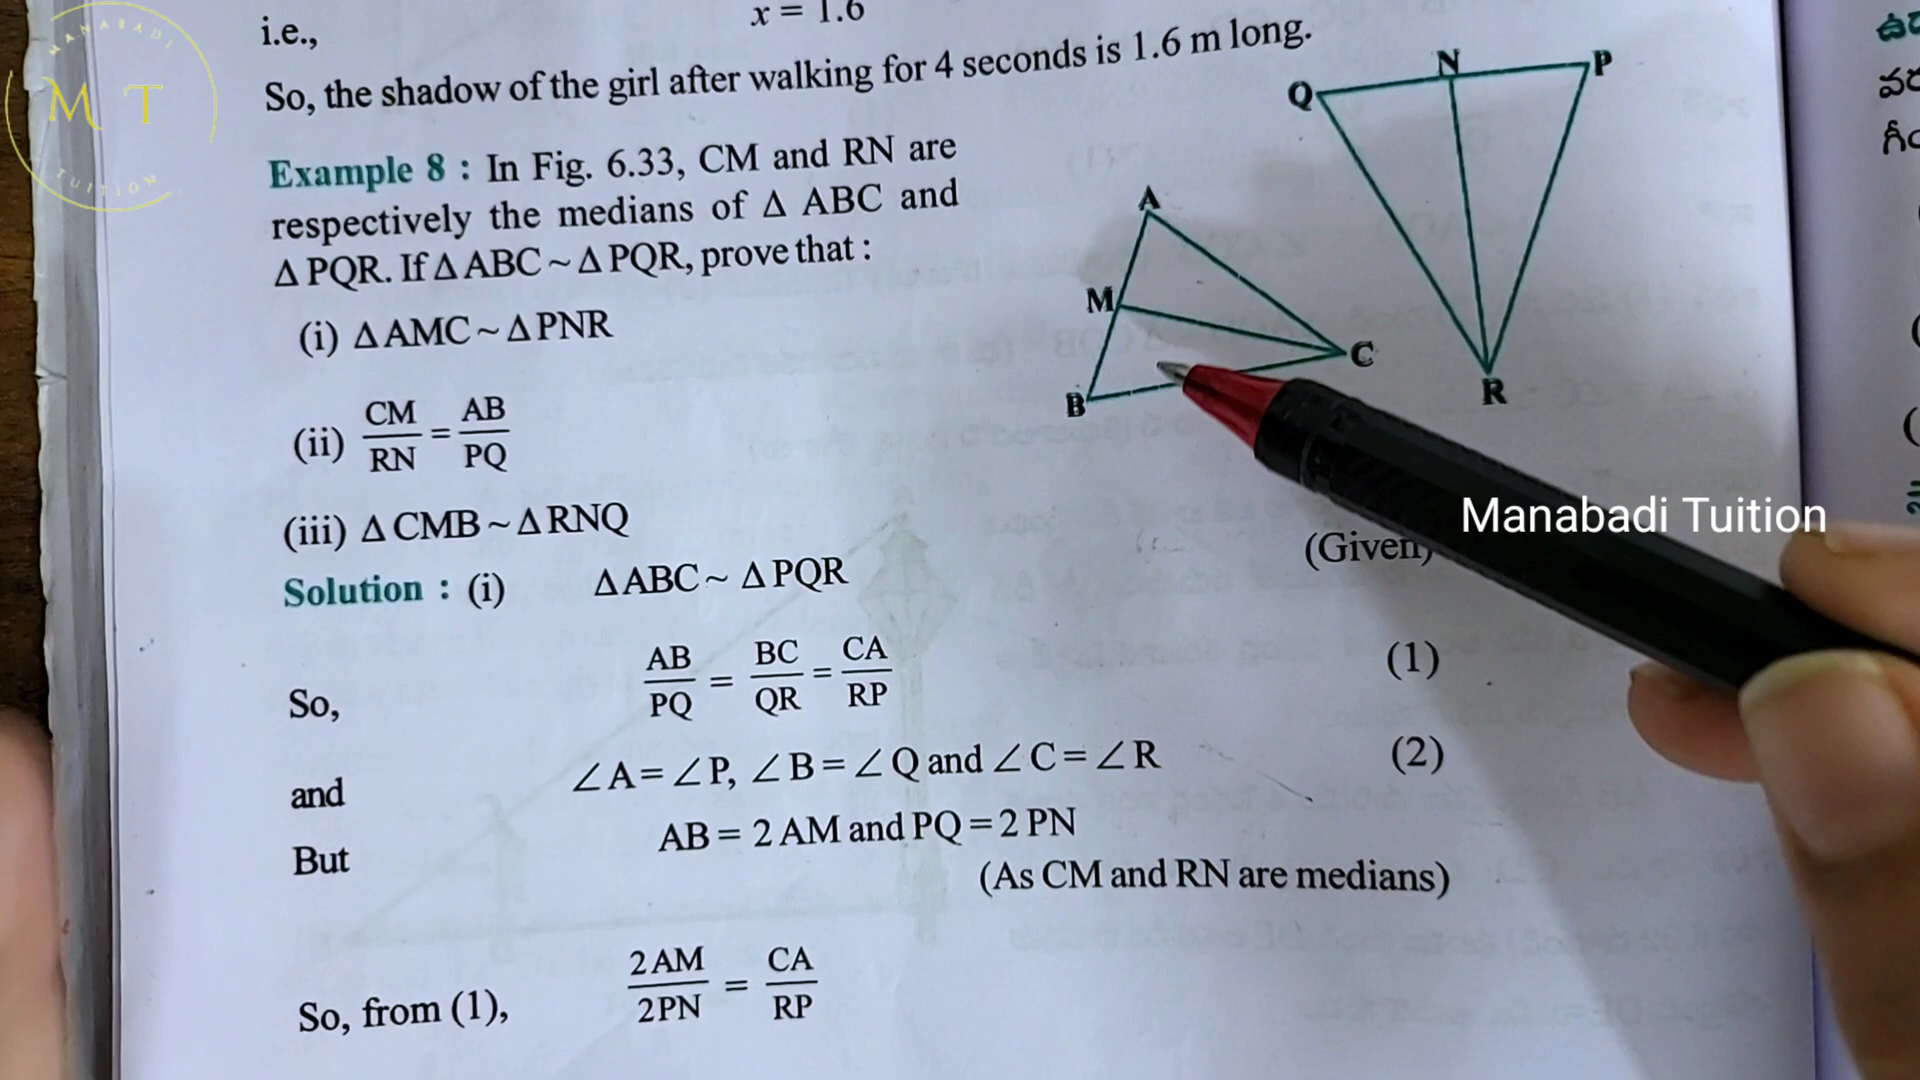 MANABADI
M T
TUITION
i.e., x = 1.6
So, the shadow of the girl after walking for 4 seconds is 1.6 m long.
Example 8 : In Fig. 6.33, CM and RN are
respectively the medians of Δ ABC and
Δ PQR. If Δ ABC ~ Δ PQR, prove that :
(i) Δ AMC ~ Δ PNR
(ii) CM/RN = AB/PQ
(iii) Δ CMB ~ Δ RNQ
Q N P
A
M
C
B
R
Manabadi Tuition
Solution : (i) Δ ABC ~ Δ PQR (Given)
So, AB/PQ = BC/QR = CA/RP (1)
and ∠ A = ∠ P, ∠ B = ∠ Q and ∠ C = ∠ R (2)
But AB = 2 AM and PQ = 2 PN
(As CM and RN are medians)
So, from (1), 2 AM/2PN = CA/RP